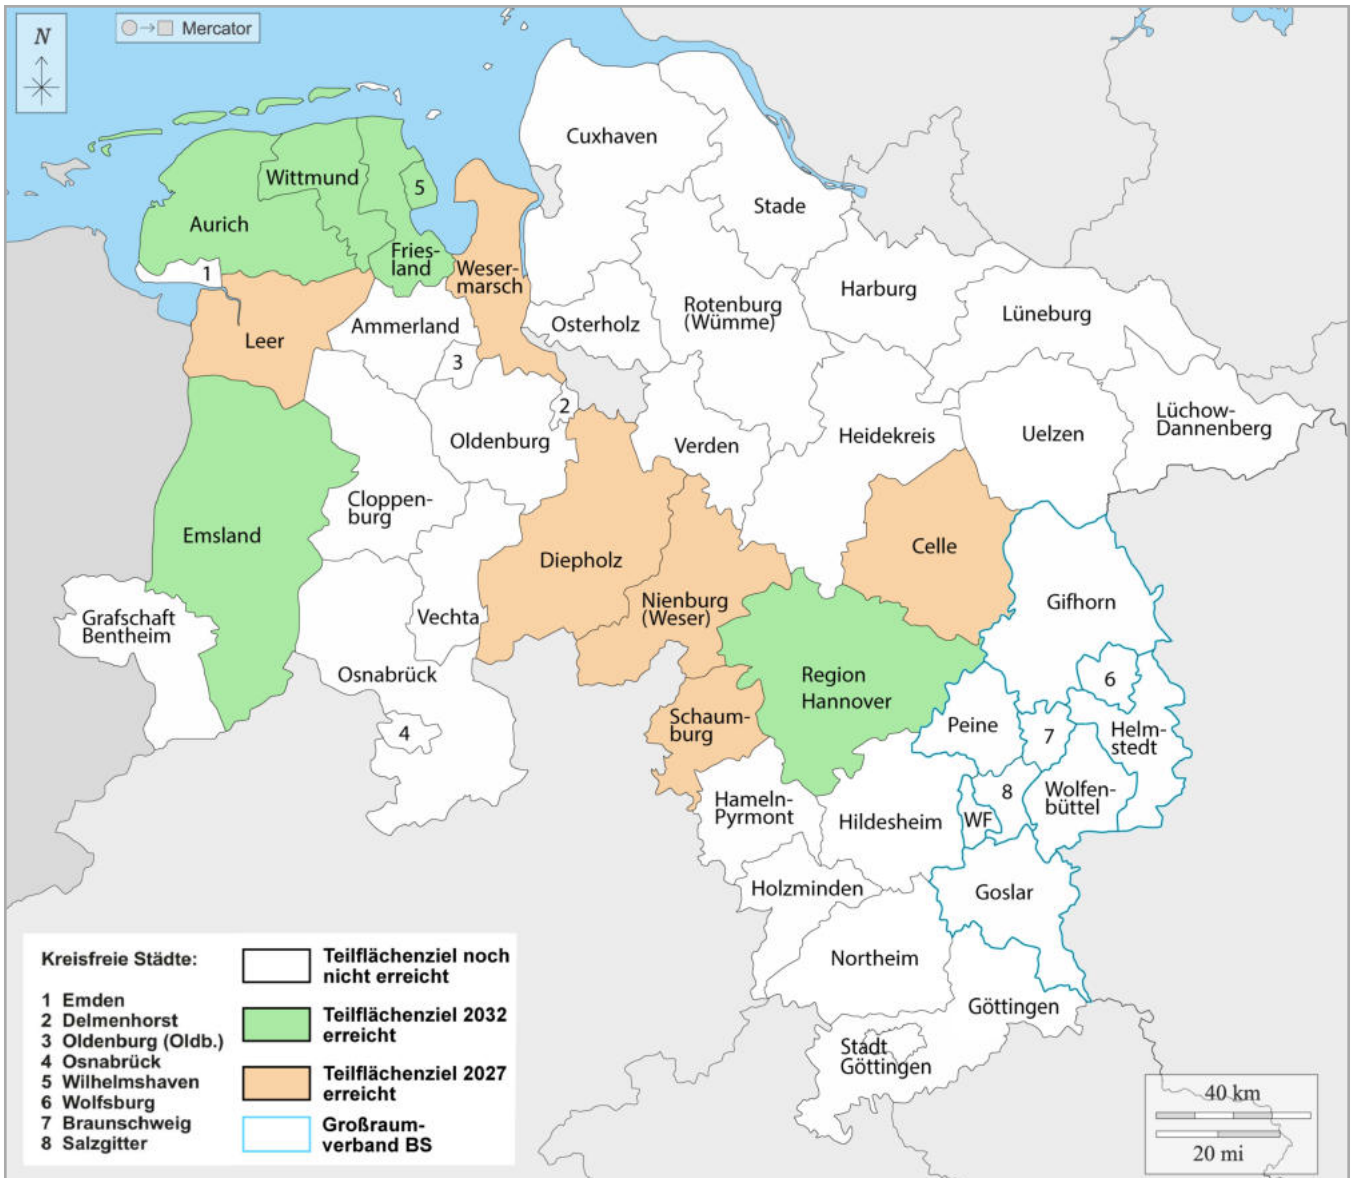 N
Mercator
Cuxhaven
Wittmund
5
Stade
Aurich
Fries-
land
Weser-
marsch
1
Harburg
Rotenburg
(Wümme)
Lüneburg
Osterholz
Ammerland
Leer
3
2
Lüchow-
Dannenberg
Oldenburg
Verden
Heidekreis
Uelzen
Cloppen-
burg
Emsland
Diepholz
Celle
Nienburg
(Weser)
Gifhorn
Grafschaft
Bentheim
Vechta
Osnabrück
Region
Hannover
6
Schaum-
burg
Peine
7
Helm-
stedt
4
8
Wolfen-
büttel
Hameln-
Pyrmont
Hildesheim
WF
Holzminden
Goslar
Northeim
Göttingen
Stadt
Göttingen
Kreisfreie Städte:
1 Emden
2 Delmenhorst
3 Oldenburg (Oldb.)
4 Osnabrück
5 Wilhelmshaven
6 Wolfsburg
7 Braunschweig
8 Salzgitter
Teilflächenziel noch
nicht erreicht
Teilflächenziel 2032
erreicht
Teilflächenziel 2027
erreicht
Großraum-
verband BS
40 km
20 mi